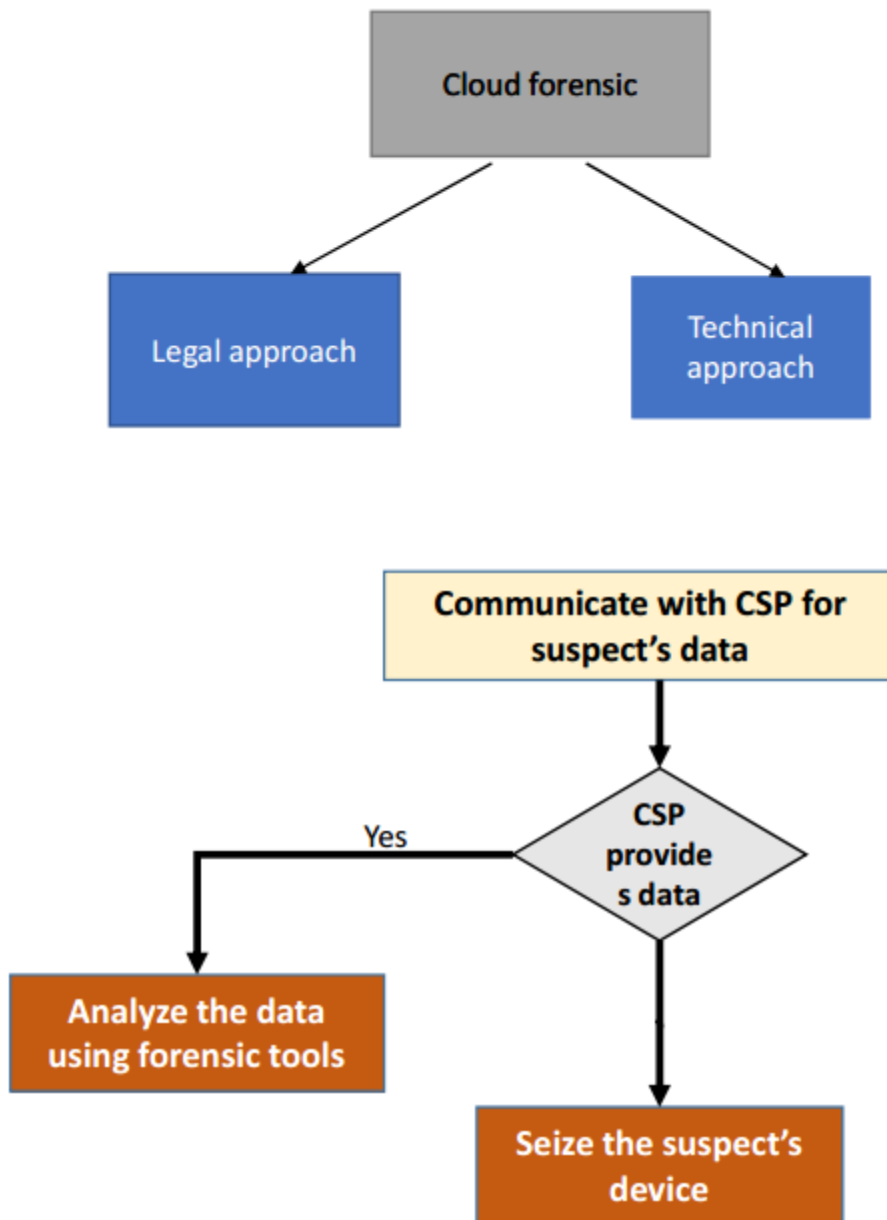 Cloud forensic
Legal approach
Technical
approach
Communicate with CSP for
suspect's data
CSP
provide
s data
Yes
Analyze the data
using forensic tools
Seize the suspect's
device